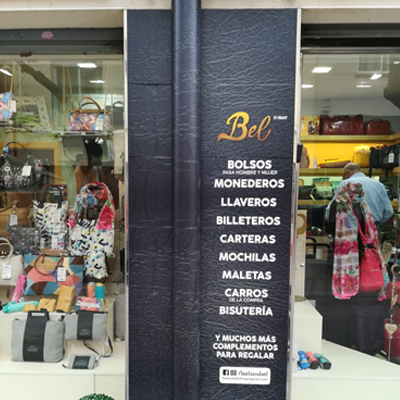 Bel
BOLSOS
PARA HOMBRE Y MUJER
MONEDEROS
LLAVEROS
BILLETEROS
CARTERAS
MOCHILAS
MALETAS
CARROS
DE LA COMPRA
BISUTERÍA
Y MUCHOS MÁS
COMPLEMENTOS
PARA REGALAR
/bolsosbel